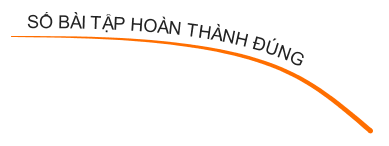 SỐ BÀI TẬP HOÀN THÀNH ĐÚNG